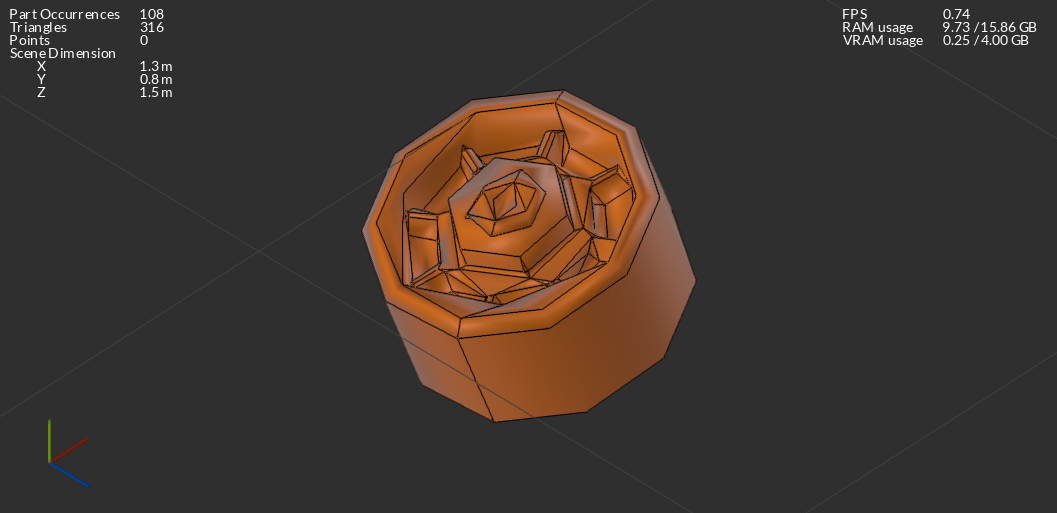 Part Occurrences 108
Triangles 316
Points 0
Scene Dimension
X 1.3 m
Y 0.8 m
Z 1.5 m
FPS 0.74
RAM usage 9.73 / 15.86 GB
VRAM usage 0.25 / 4.00 GB